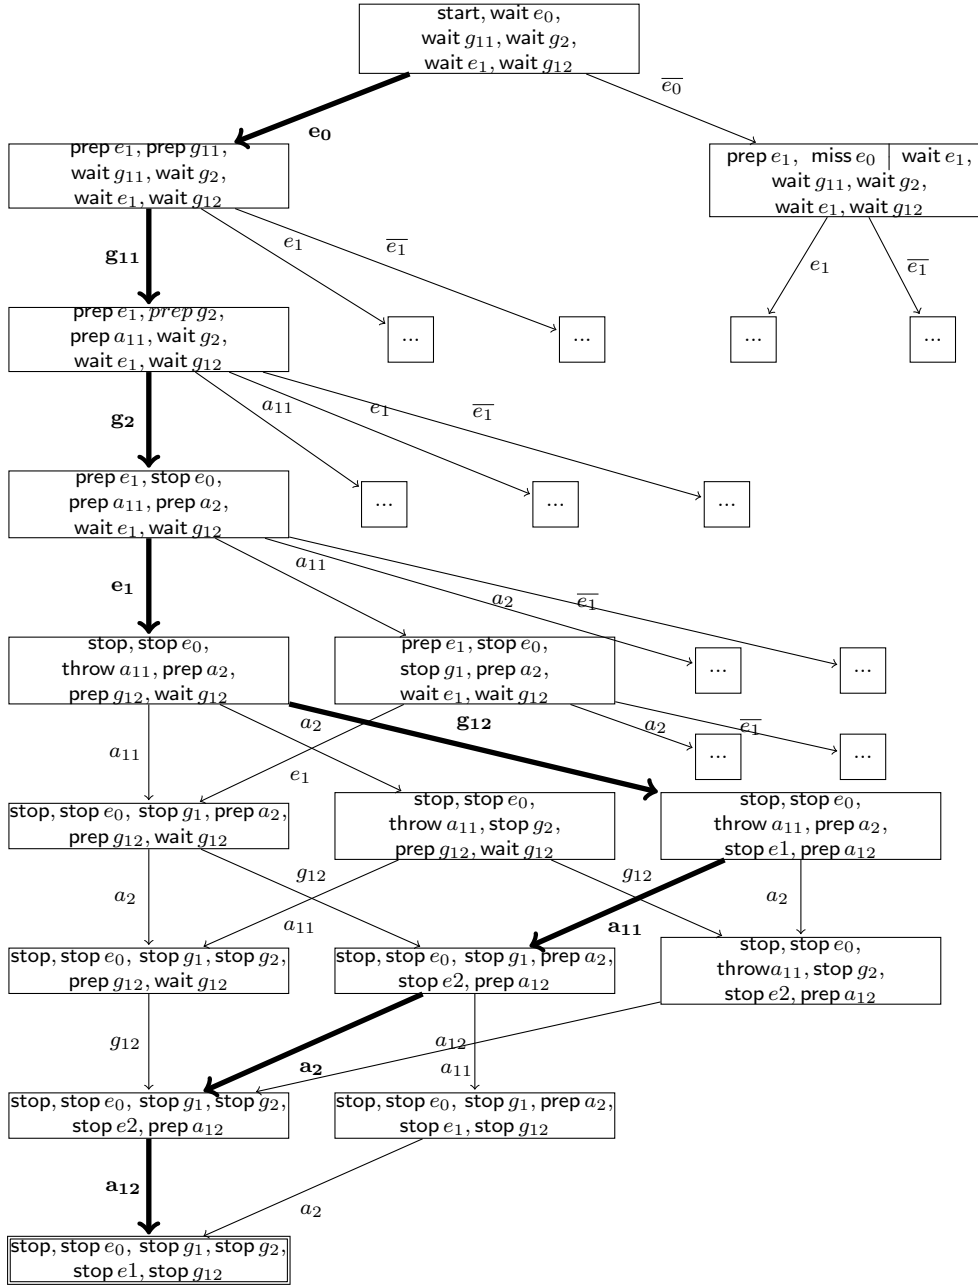 start, wait e₀,
wait g₁₁, wait g₂,
wait e₁, wait g₁₂
e̅₀̅
e₀
prep e₁, prep g₁₁,
wait g₁₁, wait g₂,
wait e₁, wait g₁₂
prep e₁, miss e₀ | wait e₁,
wait g₁₁, wait g₂,
wait e₁, wait g₁₂
g₁₁
e₁
e̅₁̅
e₁
e̅₁̅
prep e₁, prep g₂,
prep a₁₁, wait g₂,
wait e₁, wait g₁₂
...
...
...
...
g₂
a₁₁
e₁
e̅₁̅
prep e₁, stop e₀,
prep a₁₁, prep a₂,
wait e₁, wait g₁₂
...
...
...
e₁
a₁₁
a₂
e̅₁̅
stop, stop e₀,
throw a₁₁, prep a₂,
prep g₁₂, wait g₁₂
prep e₁, stop e₀,
stop g₁, prep a₂,
wait e₁, wait g₁₂
...
...
a₁₁
a₂
e₁
g₁₂
a₂
e̅₁̅
...
...
stop, stop e₀, stop g₁, prep a₂,
prep g₁₂, wait g₁₂
stop, stop e₀,
throw a₁₁, stop g₂,
prep g₁₂, wait g₁₂
stop, stop e₀,
throw a₁₁, prep a₂,
stop e1, prep a₁₂
a₂
g₁₂
a₁₁
g₁₂
a₁₁
a₂
stop, stop e₀, stop g₁, stop g₂,
prep g₁₂, wait g₁₂
stop, stop e₀, stop g₁, prep a₂,
stop e2, prep a₁₂
stop, stop e₀,
throwa₁₁, stop g₂,
stop e2, prep a₁₂
g₁₂
a₂
a₁₂
a₁₁
stop, stop e₀, stop g₁, stop g₂,
stop e2, prep a₁₂
stop, stop e₀, stop g₁, prep a₂,
stop e₁, stop g₁₂
a₁₂
a₂
stop, stop e₀, stop g₁, stop g₂,
stop e1, stop g₁₂